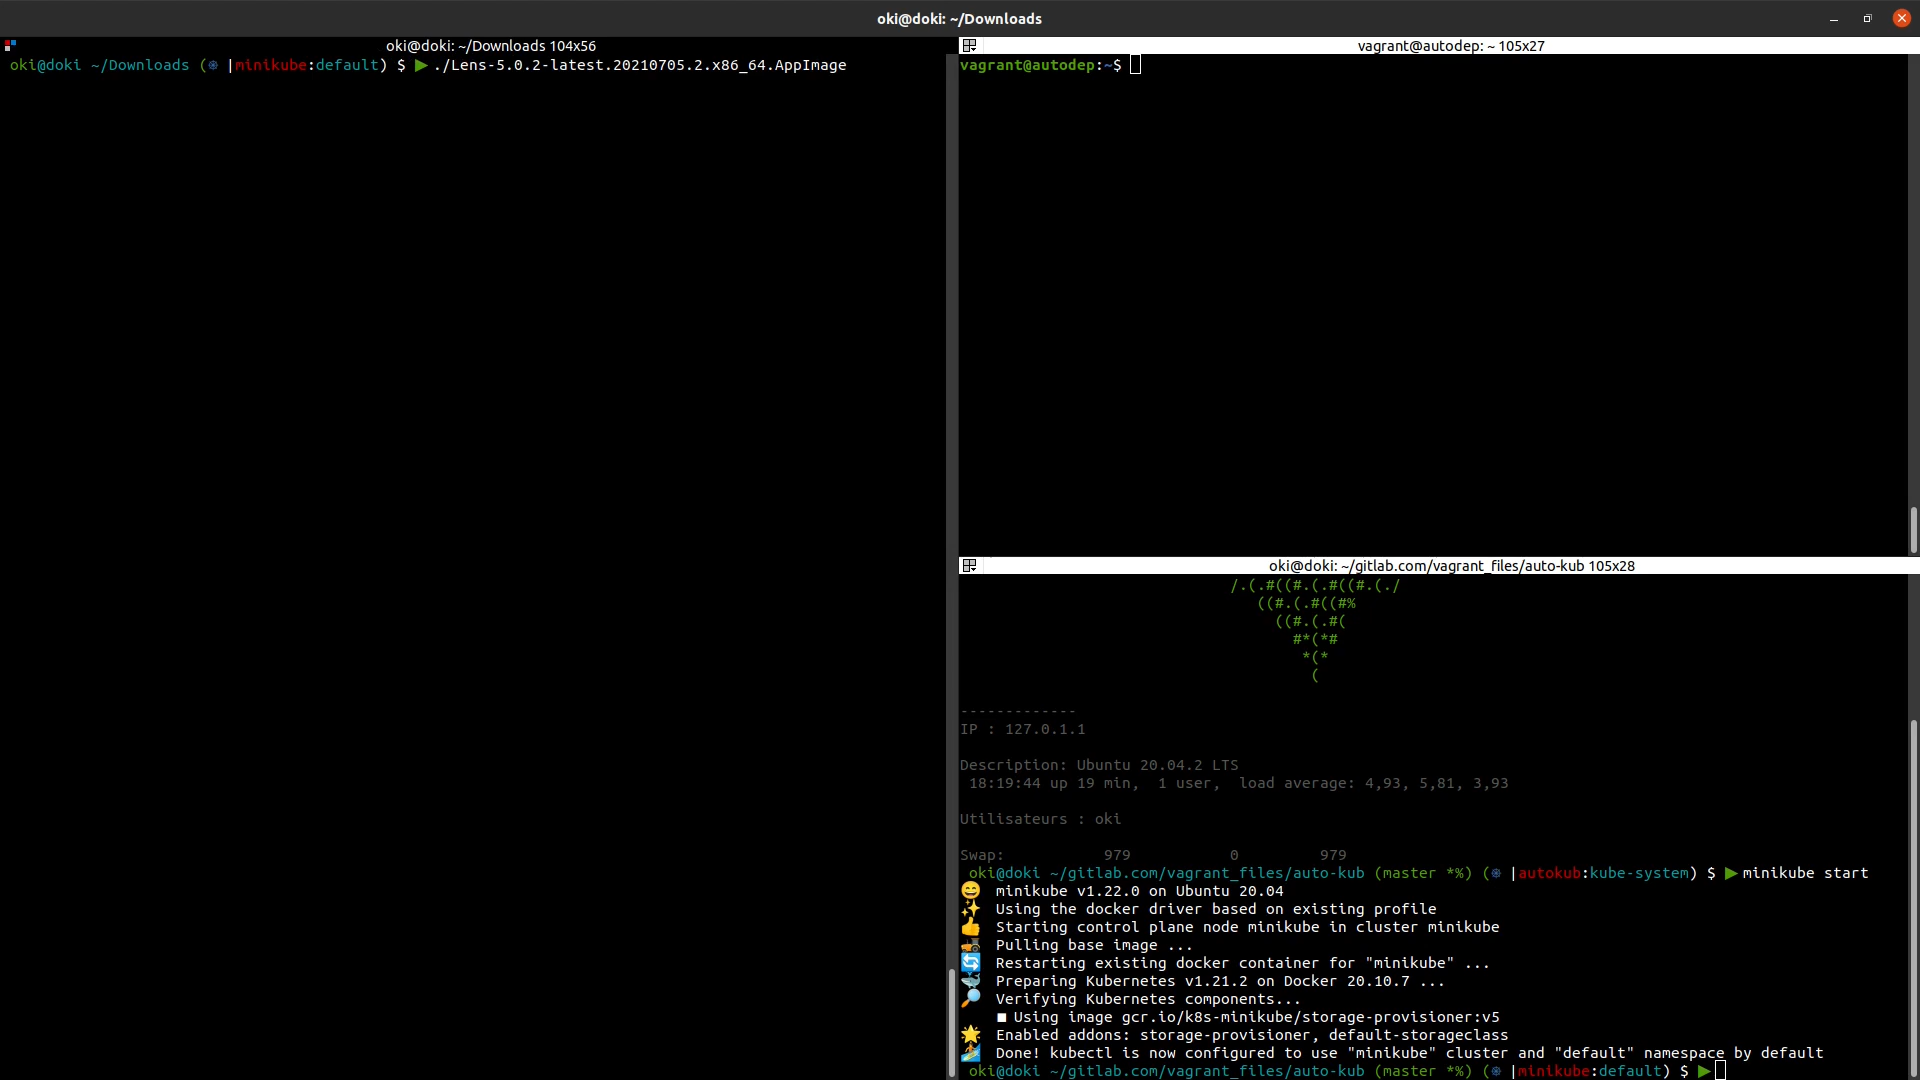 oki@doki: ~/Downloads
oki@doki: ~/Downloads 104x56
oki@doki ~/Downloads (⎈ |minikube:default) $ ▶ ./Lens-5.0.2-latest.20210705.2.x86_64.AppImage
vagrant@autodep: ~ 105x27
vagrant@autodep:~$
oki@doki: ~/gitlab.com/vagrant_files/auto-kub 105x28
/.(.#((#.(.#((#.(./
((#.(.#((#%
((#.(.#(
#*(*#
*(*
(
-------------
IP : 127.0.1.1
Description: Ubuntu 20.04.2 LTS
18:19:44 up 19 min,  1 user,  load average: 4,93, 5,81, 3,93
Utilisateurs : oki
Swap:           979           0         979
oki@doki ~/gitlab.com/vagrant_files/auto-kub (master *%) (⎈ |autokub:kube-system) $ ▶ minikube start
😄  minikube v1.22.0 on Ubuntu 20.04
✨  Using the docker driver based on existing profile
👍  Starting control plane node minikube in cluster minikube
🚜  Pulling base image ...
🔄  Restarting existing docker container for "minikube" ...
🐳  Preparing Kubernetes v1.21.2 on Docker 20.10.7 ...
🔎  Verifying Kubernetes components...
▪ Using image gcr.io/k8s-minikube/storage-provisioner:v5
🌟  Enabled addons: storage-provisioner, default-storageclass
🏄  Done! kubectl is now configured to use "minikube" cluster and "default" namespace by default
oki@doki ~/gitlab.com/vagrant_files/auto-kub (master *%) (⎈ |minikube:default) $ ▶